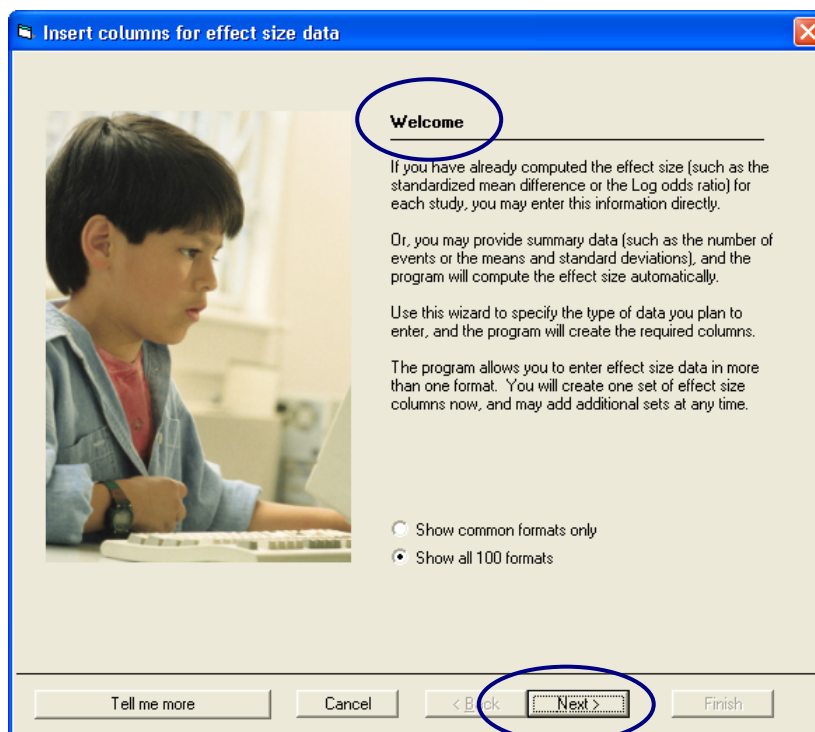 Insert columns for effect size data
Welcome
If you have already computed the effect size (such as the
standardized mean difference or the Log odds ratio) for
each study, you may enter this information directly.
Or, you may provide summary data (such as the number of
events or the means and standard deviations), and the
program will compute the effect size automatically.
Use this wizard to specify the type of data you plan to
enter, and the program will create the required columns.
The program allows you to enter effect size data in more
than one format.  You will create one set of effect size
columns now, and may add additional sets at any time.
Show common formats only
Show all 100 formats
Tell me more Cancel < Back Next > Finish